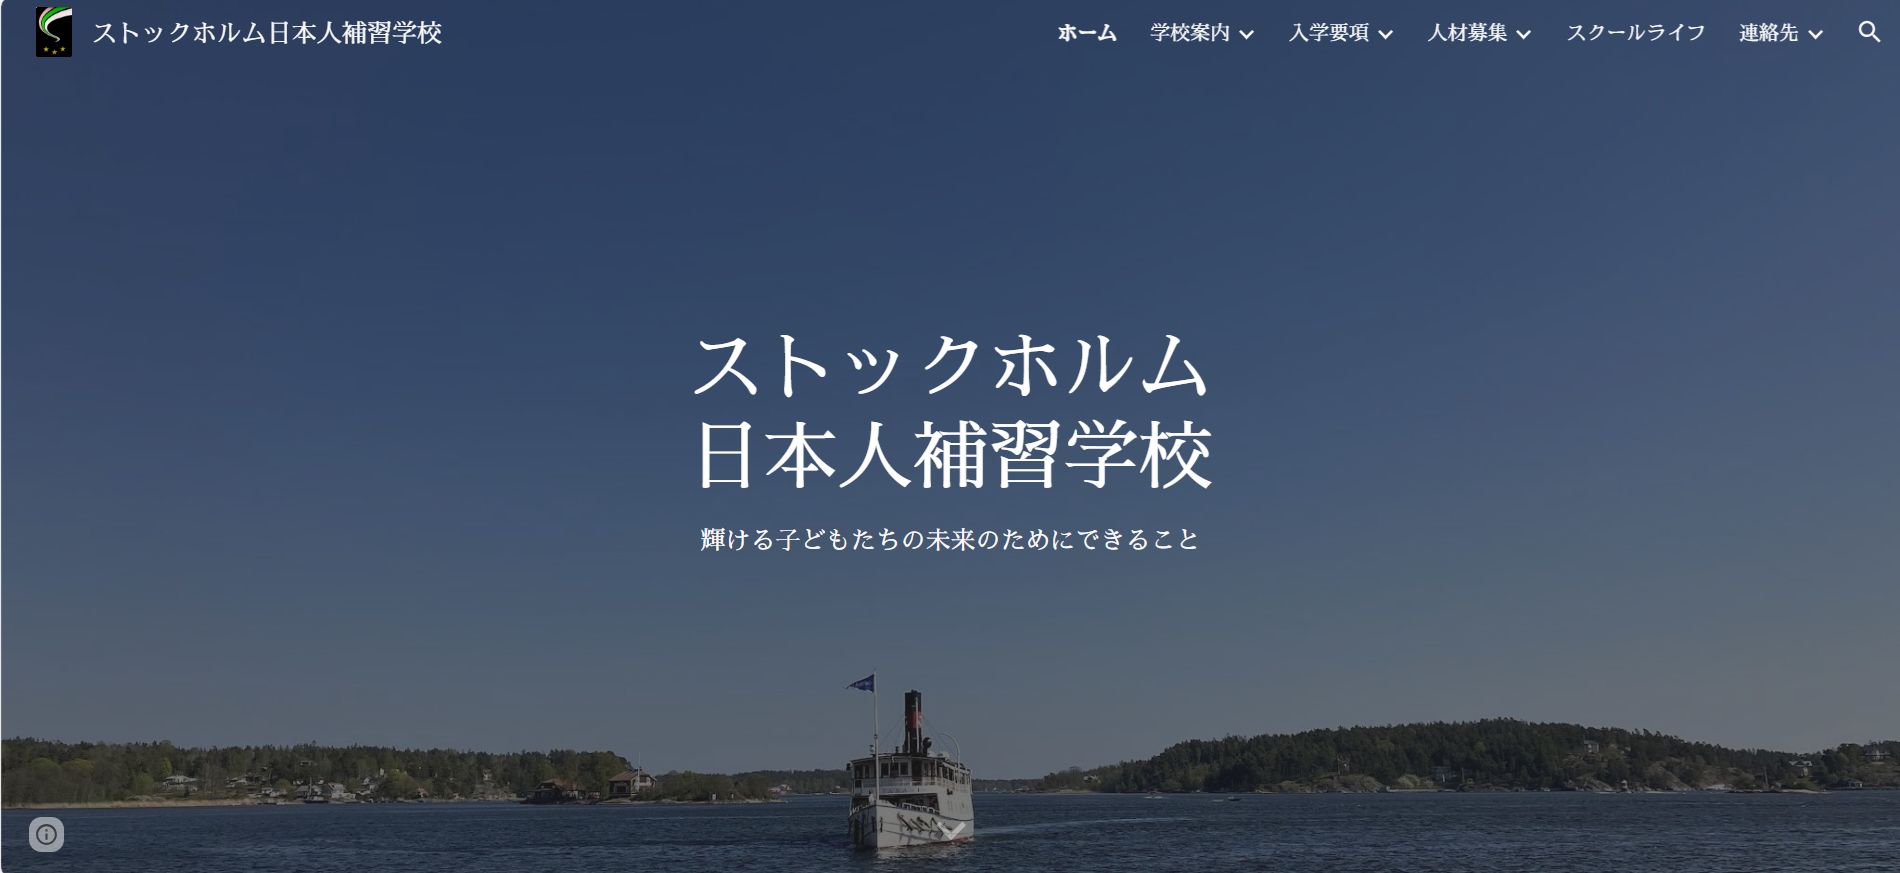 ストックホルム日本人補習学校
ホーム
学校案内
入学要項
人材募集
スクールライフ
連絡先
ストックホルム
日本人補習学校
輝ける子どもたちの未来のためにできること